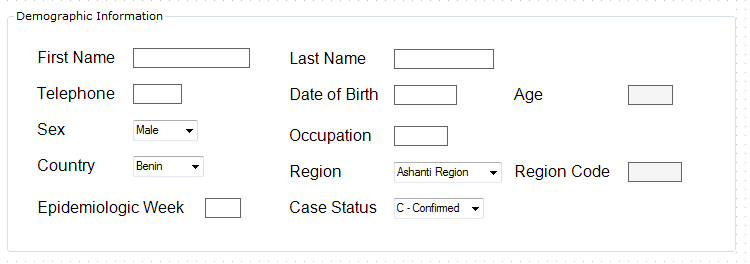 Demographic Information
First Name Last Name
Telephone Date of Birth Age
Sex Male Occupation
Country Benin Region Ashanti Region Region Code
Epidemiologic Week Case Status C - Confirmed